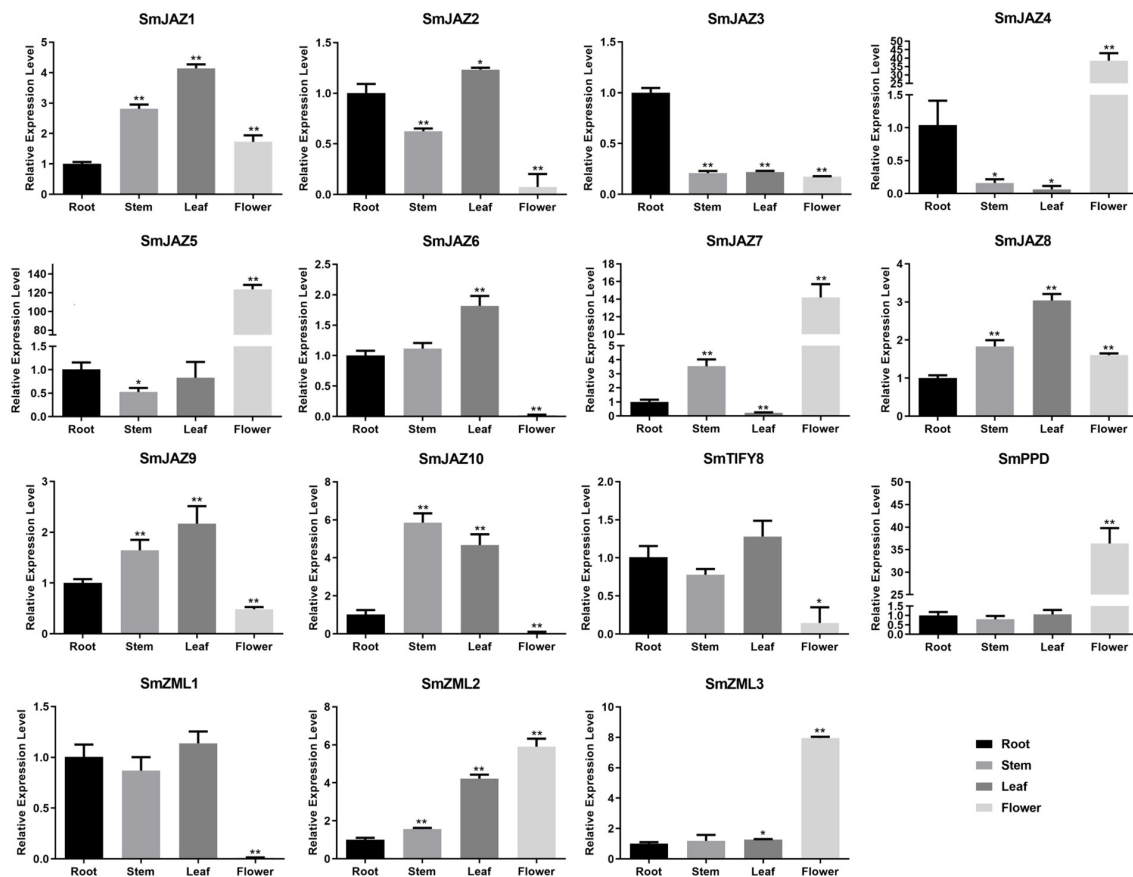 SmJAZ1
Relative Expression Level
5
4
3
2
1
0
**
**
**
Root Stem Leaf Flower
SmJAZ2
Relative Expression Level
1.5
1.0
0.5
0.0
**
*
**
Root Stem Leaf Flower
SmJAZ3
Relative Expression Level
1.5
1.0
0.5
0.0
**
**
**
Root Stem Leaf Flower
SmJAZ4
Relative Expression Level
50
45
40
35
30
25
1.5
1.0
0.5
0.0
*
*
**
Root Stem Leaf Flower
SmJAZ5
Relative Expression Level
140
120
100
80
1.5
1.0
0.5
0.0
*
**
Root Stem Leaf Flower
SmJAZ6
Relative Expression Level
2.5
2.0
1.5
1.0
0.5
0.0
**
**
Root Stem Leaf Flower
SmJAZ7
Relative Expression Level
18
16
14
12
10
5
4
3
2
1
0
**
**
**
Root Stem Leaf Flower
SmJAZ8
Relative Expression Level
4
3
2
1
0
**
**
**
Root Stem Leaf Flower
SmJAZ9
Relative Expression Level
3
2
1
0
**
**
**
Root Stem Leaf Flower
SmJAZ10
Relative Expression Level
8
6
4
2
0
**
**
**
Root Stem Leaf Flower
SmTIFY8
Relative Expression Level
2.0
1.5
1.0
0.5
0.0
*
Root Stem Leaf Flower
SmPPD
Relative Expression Level
50
45
40
35
30
25
1.5
1.0
0.5
0.0
**
Root Stem Leaf Flower
SmZML1
Relative Expression Level
1.5
1.0
0.5
0.0
**
Root Stem Leaf Flower
SmZML2
Relative Expression Level
8
6
4
2
0
**
**
**
Root Stem Leaf Flower
SmZML3
Relative Expression Level
10
8
6
4
2
0
*
**
Root Stem Leaf Flower
Root
Stem
Leaf
Flower